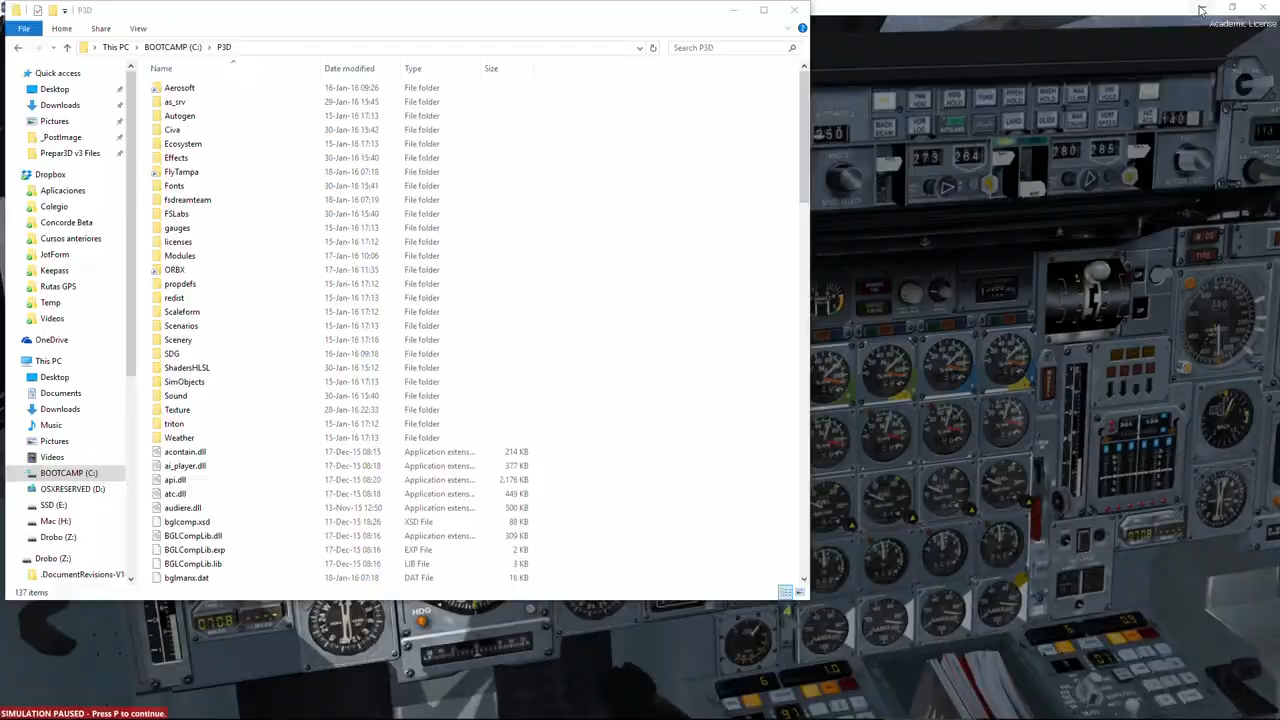 P3D
Academic License
File Home Share View
This PC BOOTCAMP (C:) P3D
Search P3D
Name Date modified Type Size
Quick access
Desktop
Downloads
Pictures
_PostImage
Prepar3D v3 Files
Dropbox
Aplicaciones
Colegio
Concorde Beta
Cursos anteriores
JotForm
Keepass
Rutas GPS
Temp
Vídeos
OneDrive
This PC
Desktop
Documents
Downloads
Music
Pictures
Videos
BOOTCAMP (C:)
OSXRESERVED (D:)
SSD (E:)
Mac (H:)
Drobo (Z:)
Drobo (Z:)
.DocumentRevisions-V1
Aerosoft 16-Jan-16 09:26 File folder
as_srv 29-Jan-16 15:45 File folder
Autogen 15-Jan-16 17:13 File folder
Civa 30-Jan-16 15:42 File folder
Ecosystem 15-Jan-16 17:13 File folder
Effects 30-Jan-16 15:40 File folder
FlyTampa 18-Jan-16 07:18 File folder
Fonts 30-Jan-16 15:41 File folder
fsdreamteam 18-Jan-16 07:19 File folder
FSLabs 30-Jan-16 15:40 File folder
gauges 15-Jan-16 17:13 File folder
licenses 15-Jan-16 17:12 File folder
Modules 17-Jan-16 10:06 File folder
ORBX 17-Jan-16 11:35 File folder
propdefs 15-Jan-16 17:12 File folder
redist 15-Jan-16 17:13 File folder
Scaleform 15-Jan-16 17:12 File folder
Scenarios 15-Jan-16 17:13 File folder
Scenery 15-Jan-16 17:16 File folder
SDG 16-Jan-16 09:18 File folder
ShadersHLSL 30-Jan-16 15:12 File folder
SimObjects 15-Jan-16 17:13 File folder
Sound 30-Jan-16 15:40 File folder
Texture 28-Jan-16 22:33 File folder
triton 15-Jan-16 17:12 File folder
Weather 15-Jan-16 17:13 File folder
acontain.dll 17-Dec-15 08:15 Application extens... 214 KB
ai_player.dll 17-Dec-15 08:18 Application extens... 377 KB
api.dll 17-Dec-15 08:20 Application extens... 2,176 KB
atc.dll 17-Dec-15 08:18 Application extens... 449 KB
audiere.dll 13-Nov-15 12:50 Application extens... 500 KB
bglcomp.xsd 11-Dec-15 18:26 XSD File 88 KB
BGLCompLib.dll 17-Dec-15 08:16 Application extens... 309 KB
BGLCompLib.exp 17-Dec-15 08:16 EXP File 2 KB
BGLCompLib.lib 17-Dec-15 08:16 LIB File 3 KB
bglmanx.dat 18-Jan-16 07:18 DAT File 16 KB
137 items
250
273 264
280 285
LAND GLIDE
HDG
0708
SIMULATION PAUSED - Press P to continue.